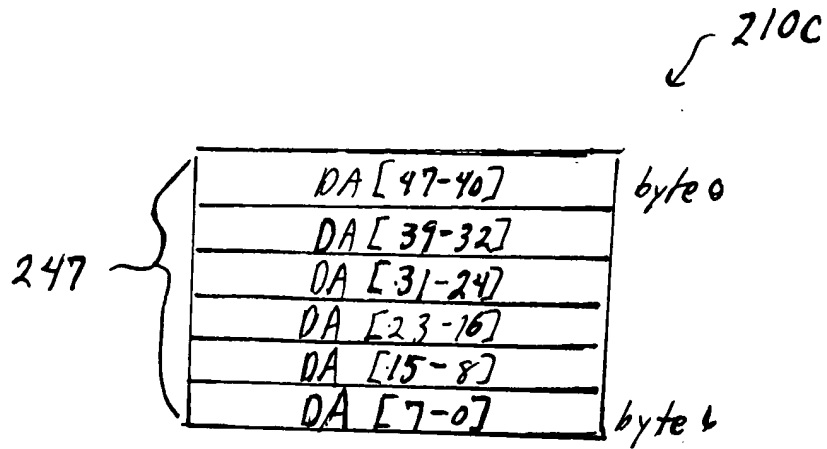 210C
DA [47-40] byte 0
DA [39-32]
247
DA [31-24]
DA [23-16]
DA [15-8]
DA [7-0] byte 6